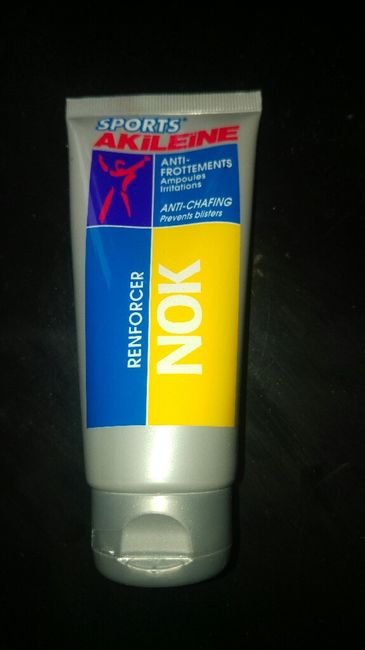 SPORTS®
AKILEINE
ANTI-
FROTTEMENTS
Ampoules
Irritations
ANTI-CHAFING
Prevents blisters
RENFORCER
NOK